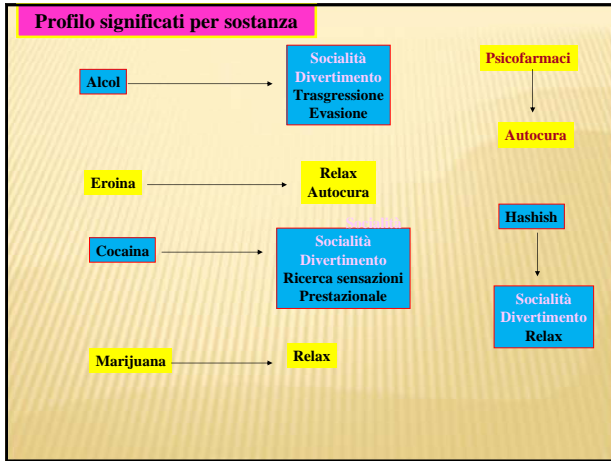 Profilo significati per sostanza
Alcol
Socialità
Divertimento
Trasgressione
Evasione
Psicofarmaci
Autocura
Eroina
Relax
Autocura
Hashish
Socialità
Divertimento
Relax
Cocaina
Socialità
Socialità
Divertimento
Ricerca sensazioni
Prestazionale
Marijuana
Relax